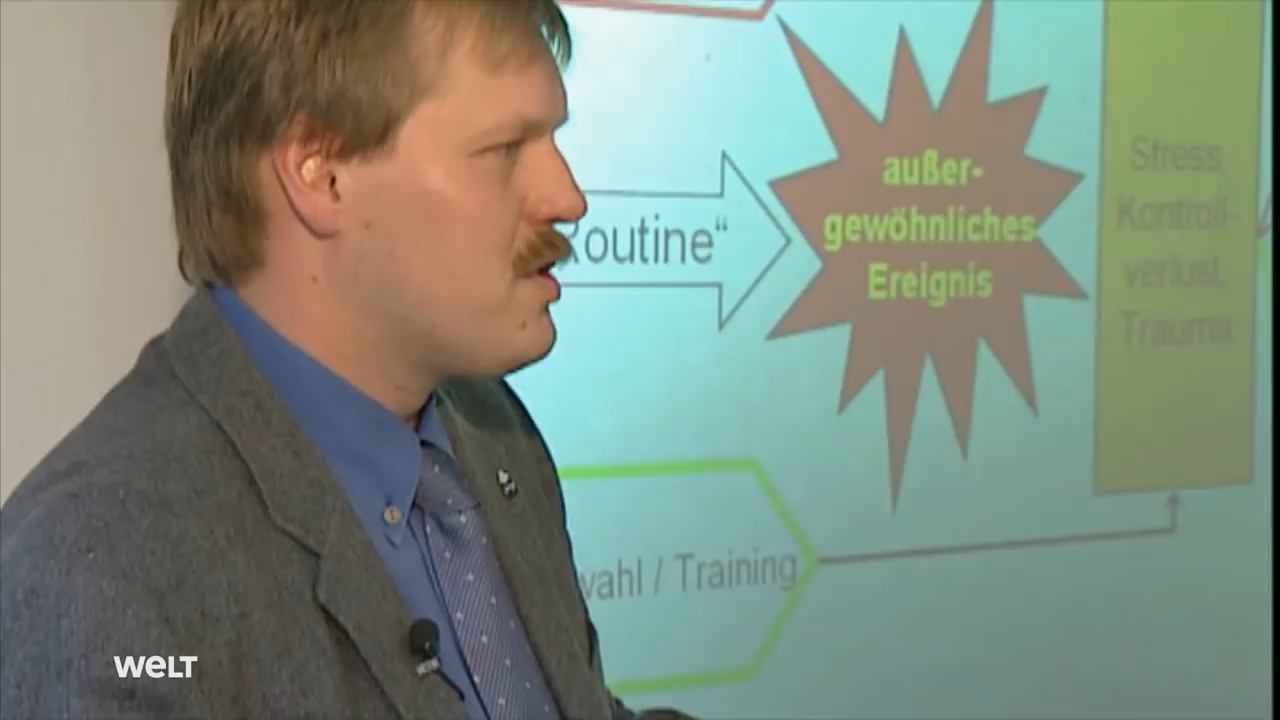 Routine“
außer-
gewöhnliches
Ereignis
Stress,
Kontroll-
verlust,
Trauma
wahl / Training
WELT